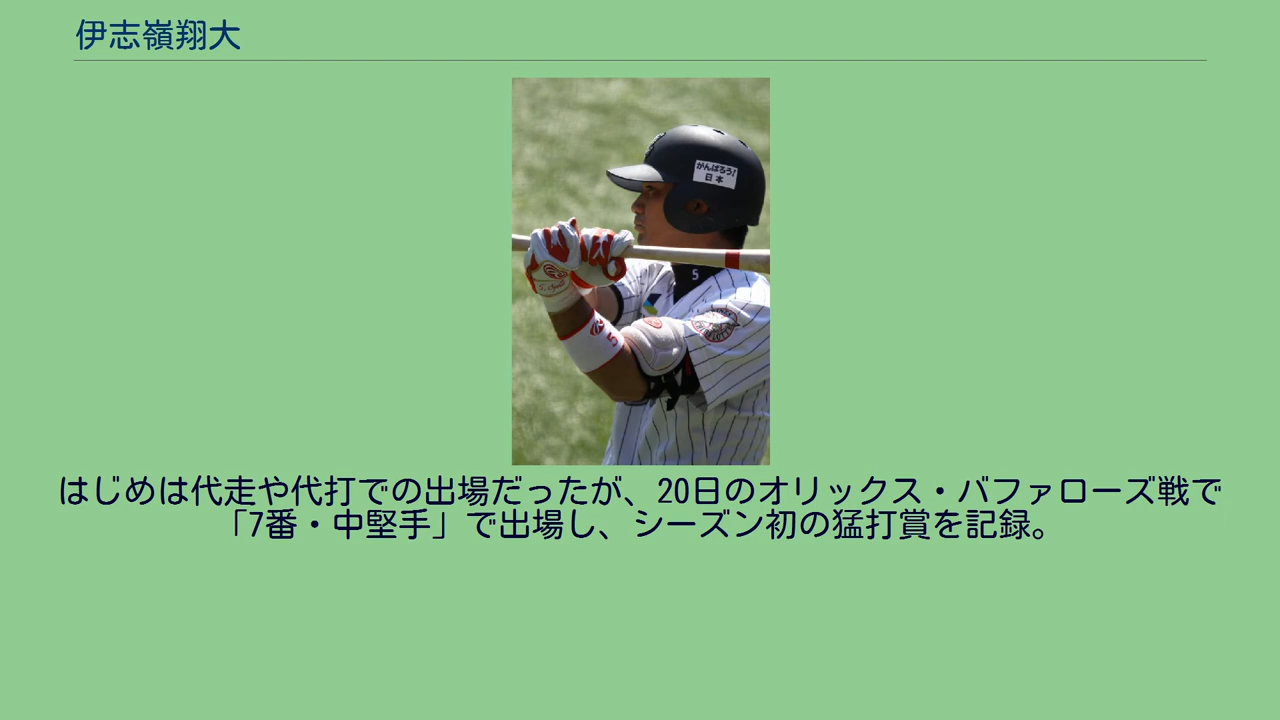 伊志嶺翔大
がんばろう!
日本
5
5
はじめは代走や代打での出場だったが、20日のオリックス・バファローズ戦で
「7番・中堅手」で出場し、シーズン初の猛打賞を記録。